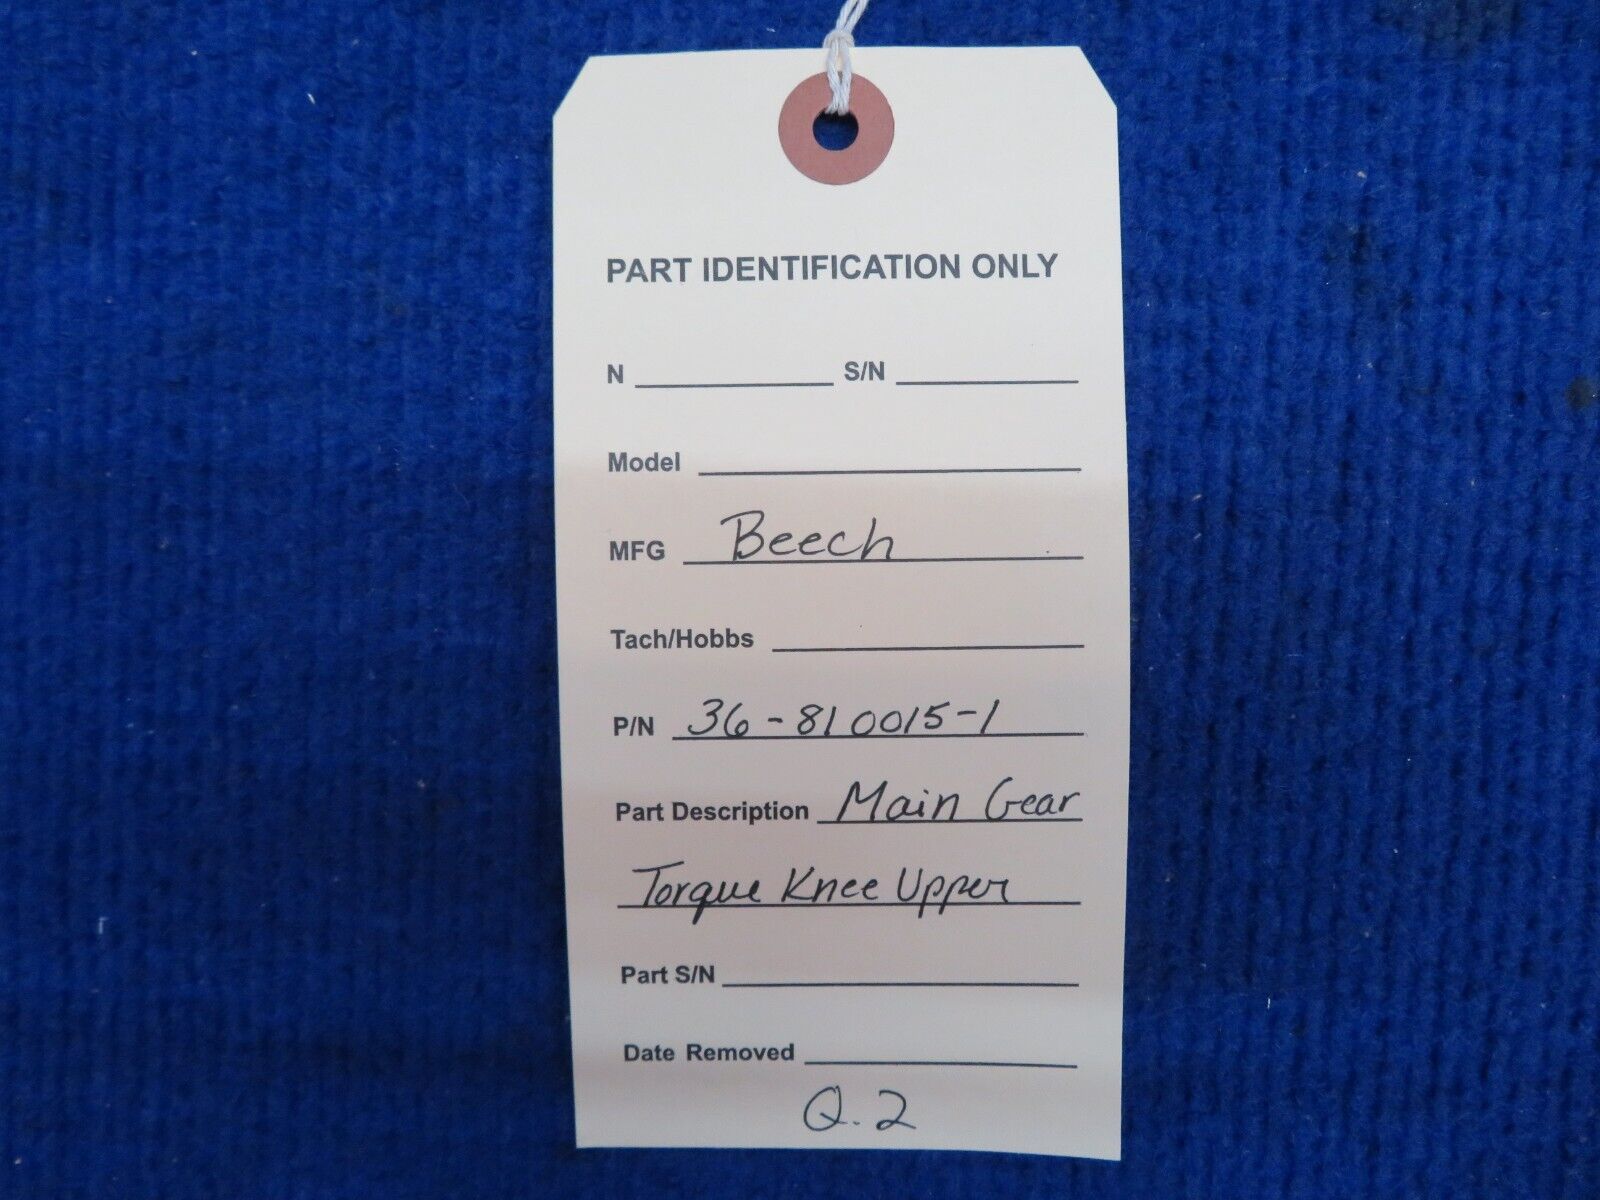 PART IDENTIFICATION ONLY
N S/N
Model
MFG Beech
Tach/Hobbs
P/N 36-810015-1
Part Description Main Gear
Torque Knee Upper
Part S/N
Date Removed
Q.2